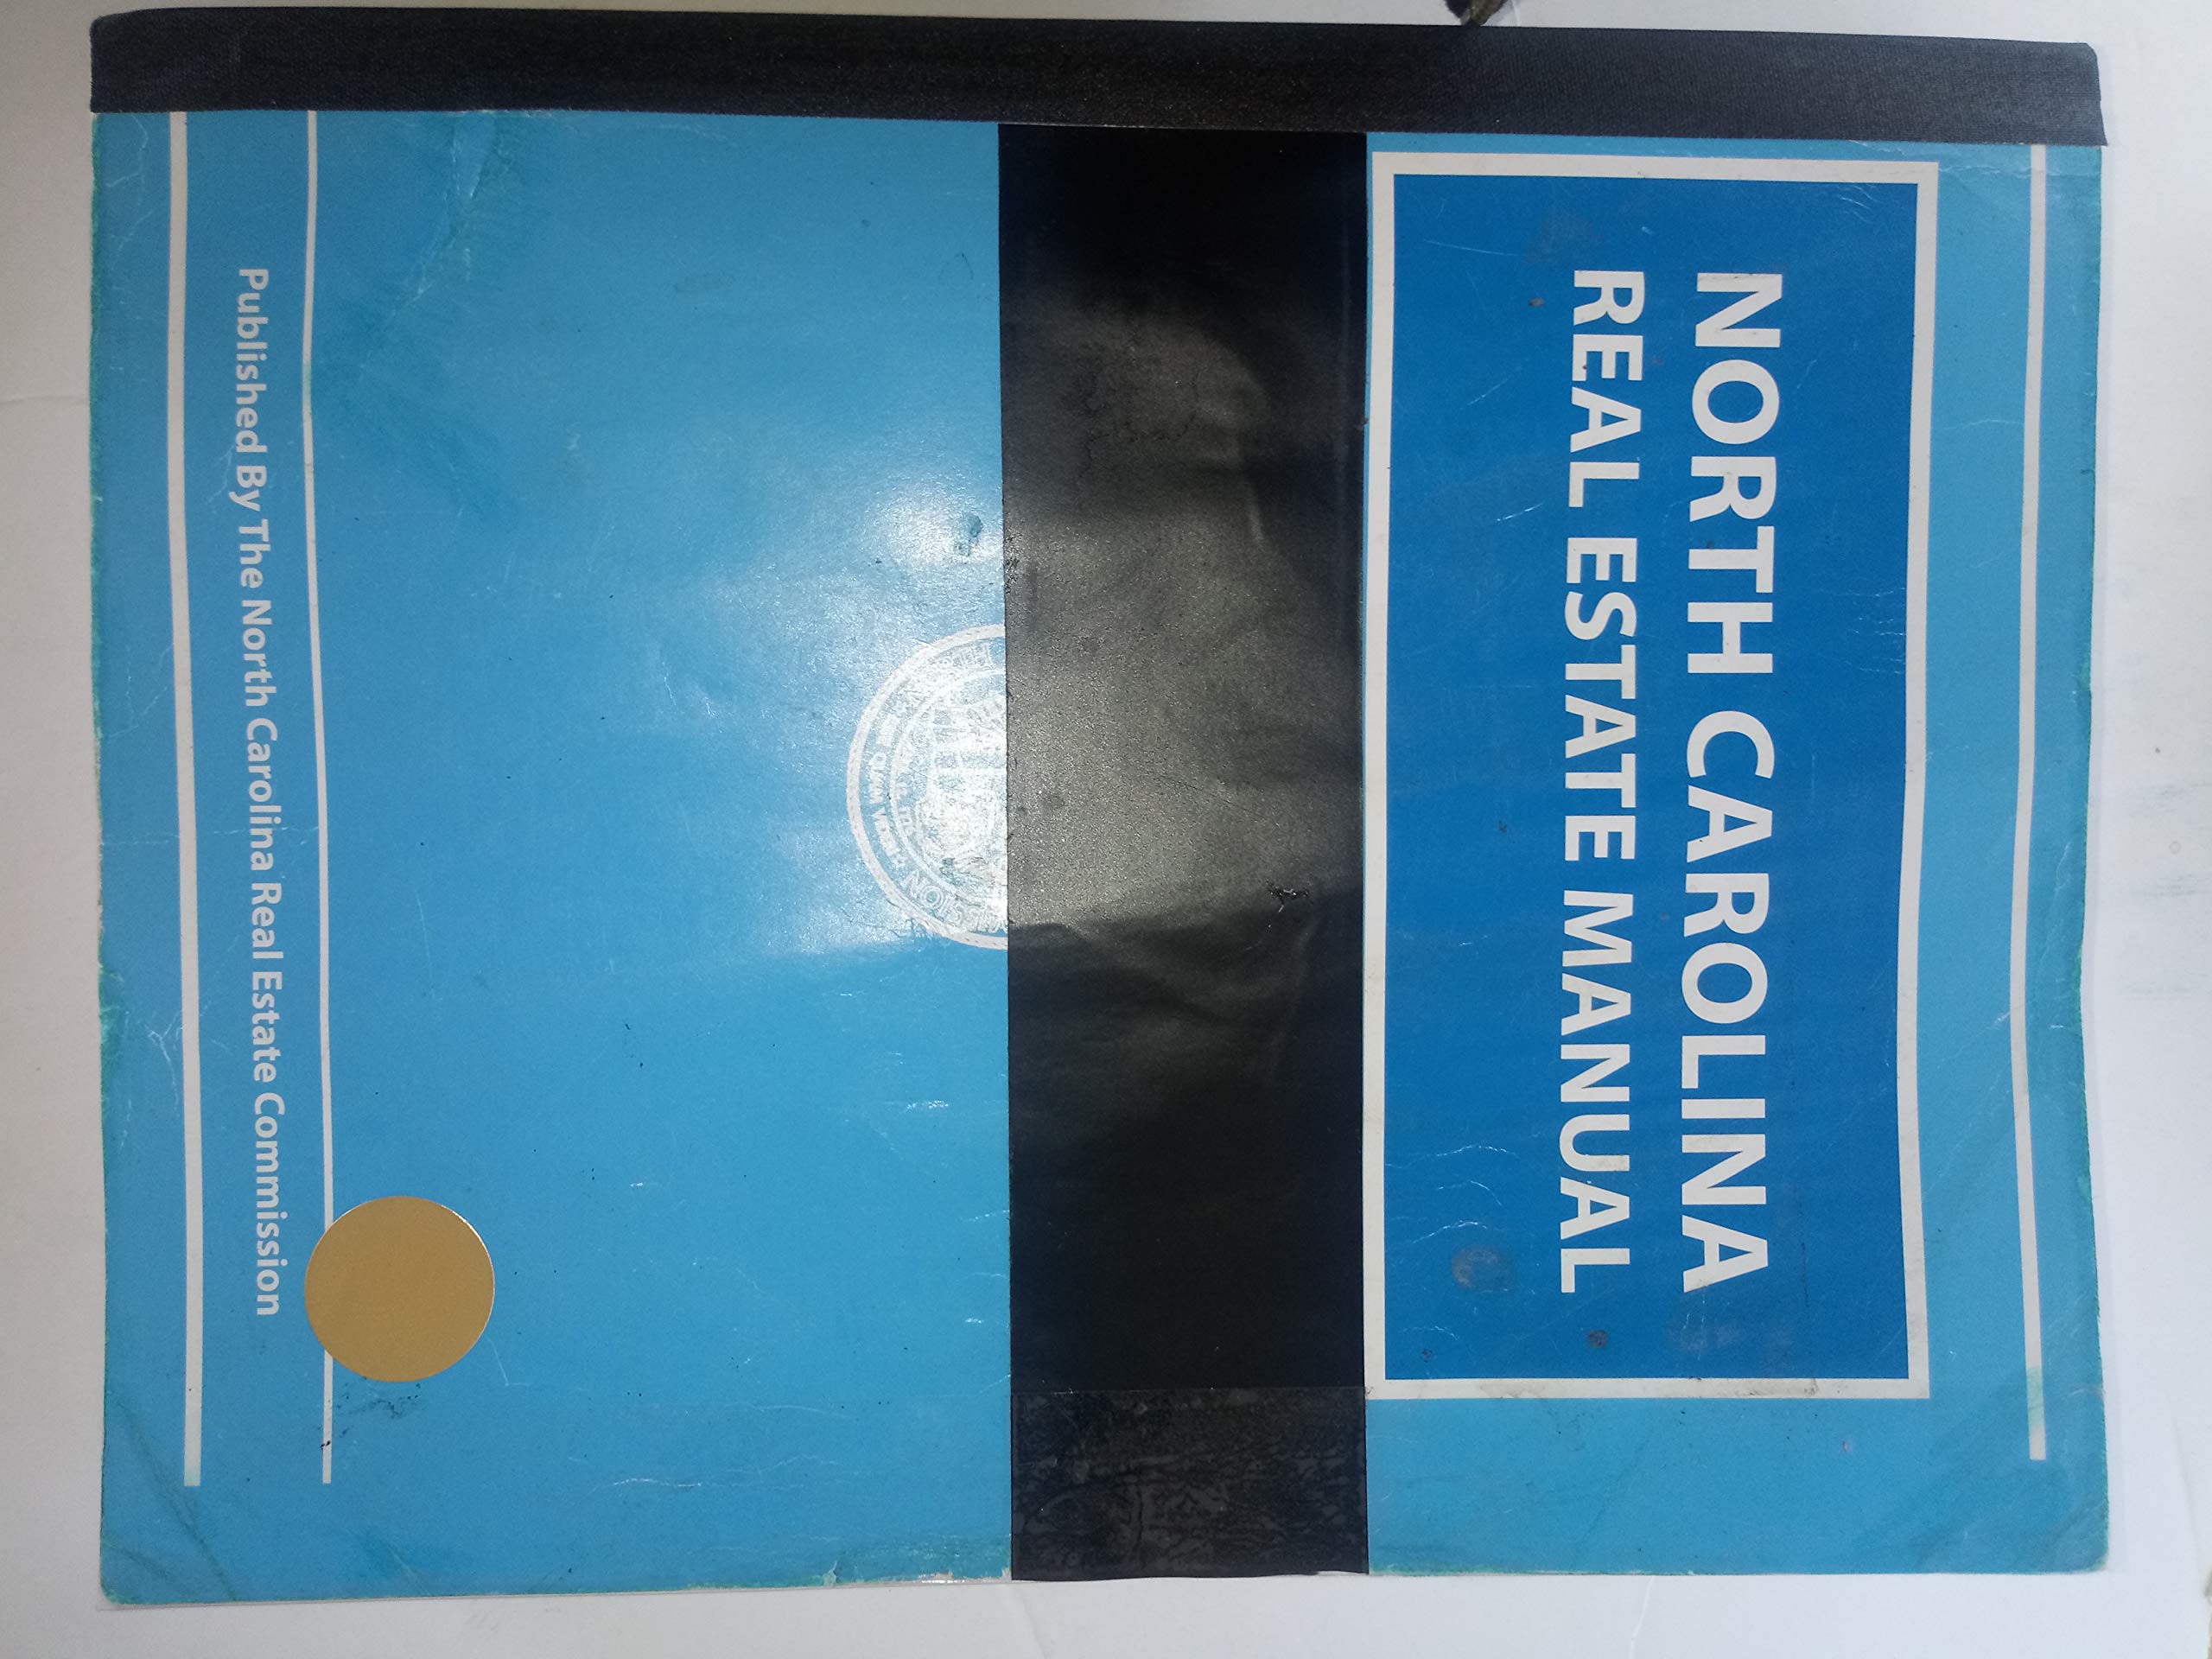 NORTH CAROLINA
REAL ESTATE MANUAL
Published By The North Carolina Real Estate Commission